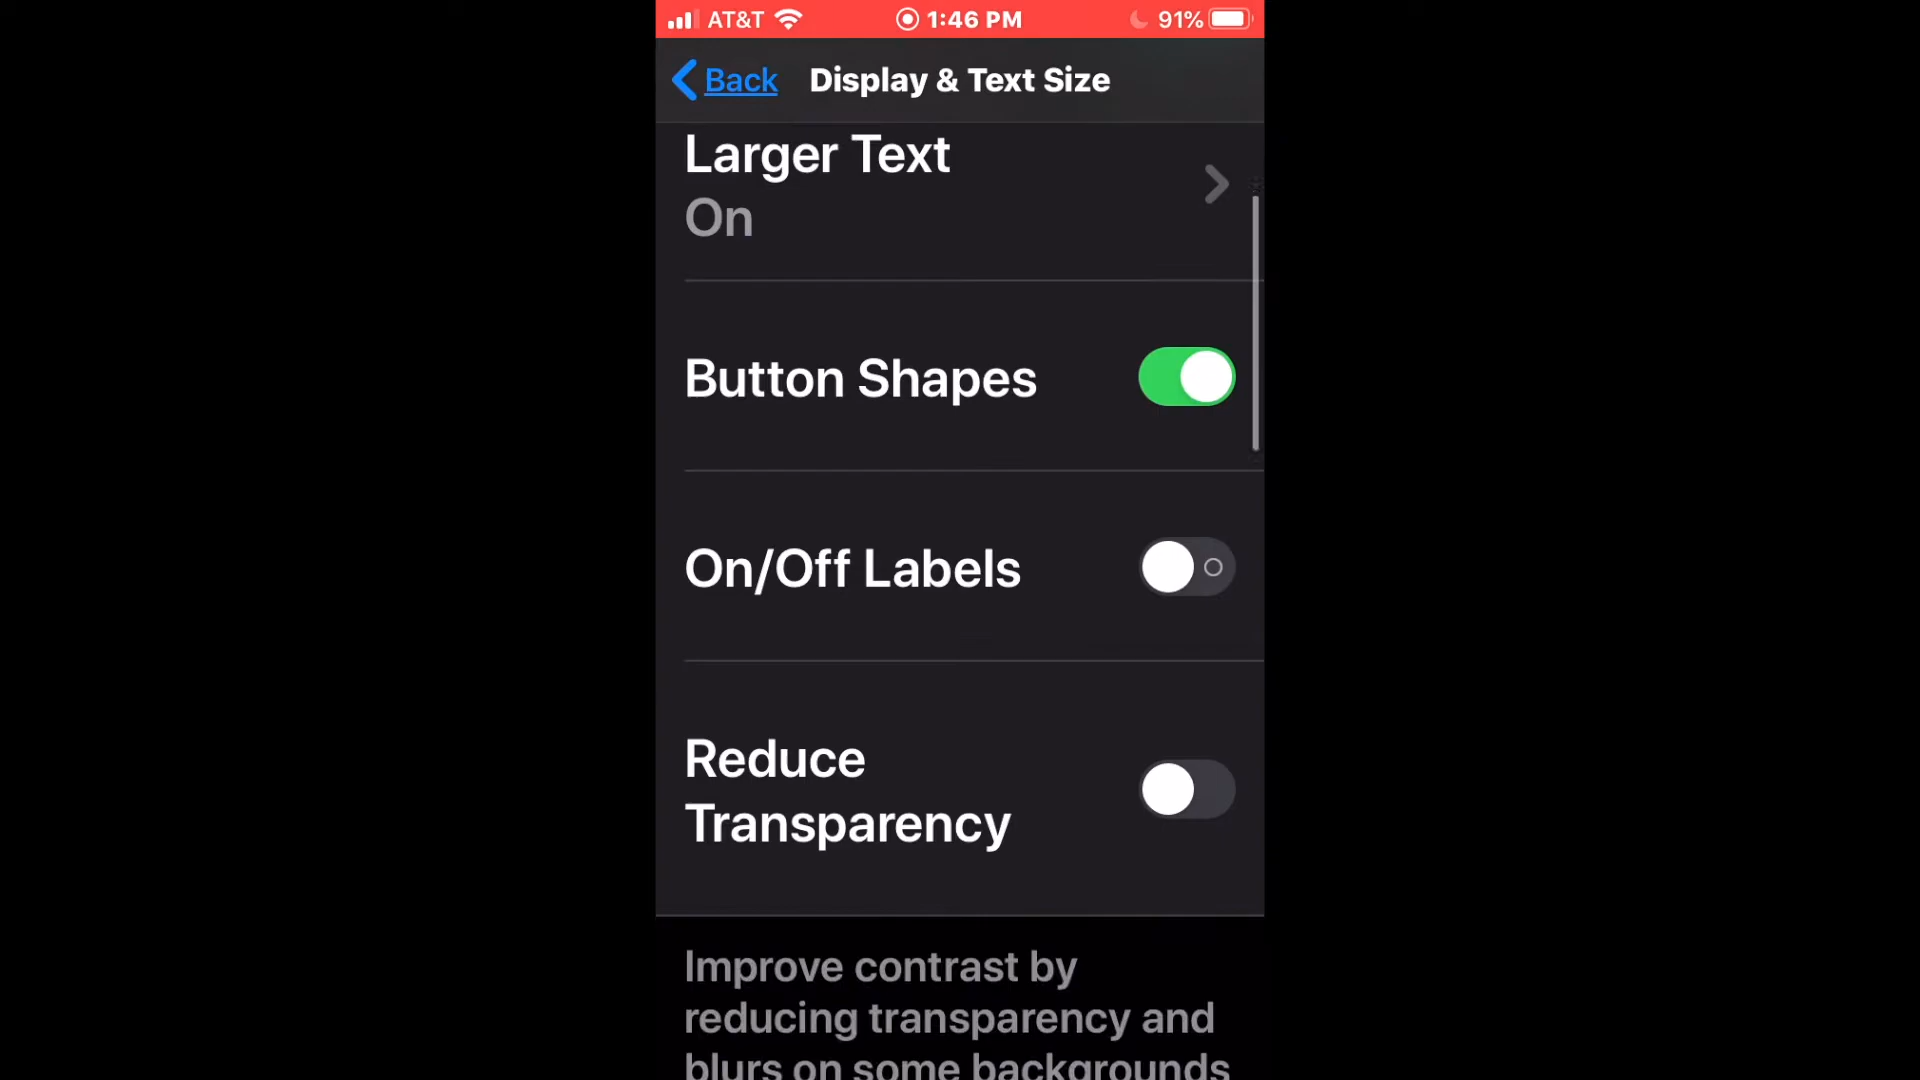 AT&T 1:46 PM 91%
Back Display & Text Size
Larger Text
On
Button Shapes
On/Off Labels
Reduce
Transparency
Improve contrast by
reducing transparency and
blurs on some backgrounds